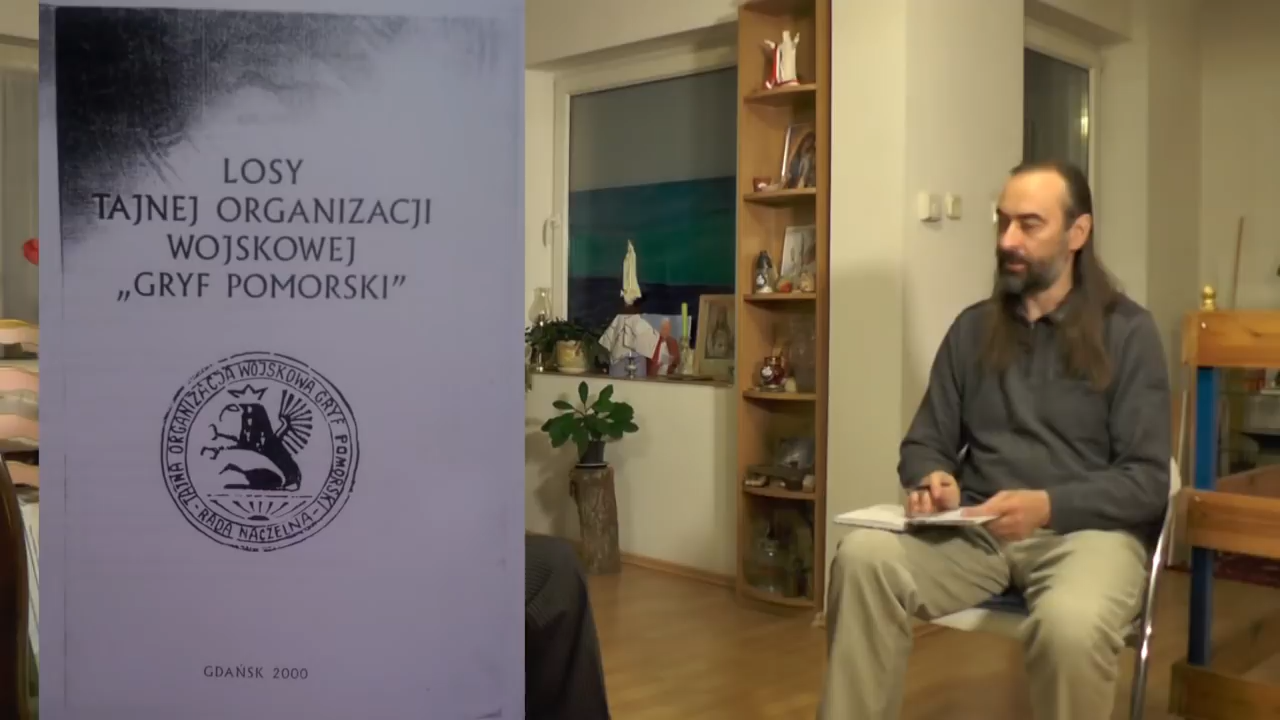 LOSY
TAJNEJ ORGANIZACJI
WOJSKOWEJ
„GRYF POMORSKI”
TAJNA ORGANIZACJA WOJSKOWA GRYF POMORSKI
RADA NACZELNA
GDAŃSK 2000